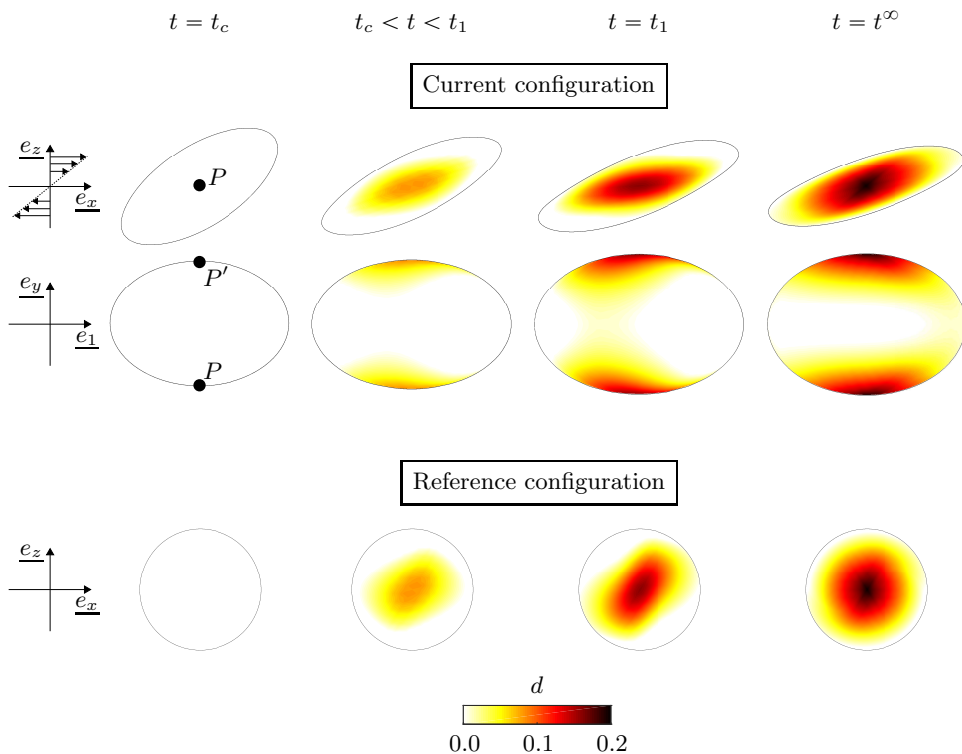 t = t_c    t_c < t < t_1    t = t_1    t = t^∞
Current configuration
e_z
P
e_x
P′
e_y
e_1
P
Reference configuration
e_z
e_x
d
0.0 0.1 0.2